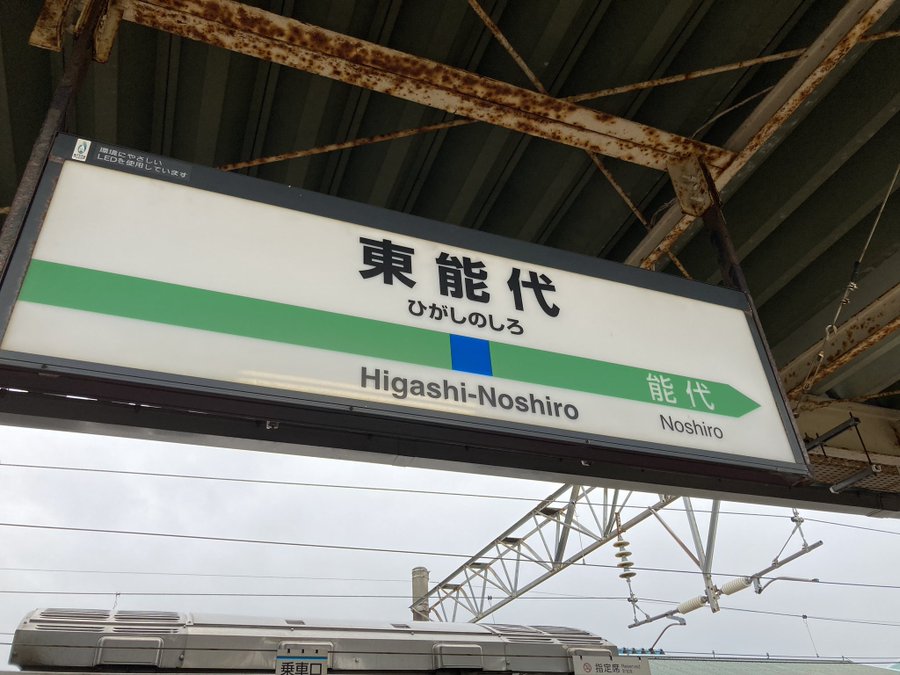 環境にやさしい
LEDを使用しています
東能代
ひがしのしろ
Higashi-Noshiro
能代
Noshiro
乗車口
指定席
Reserved